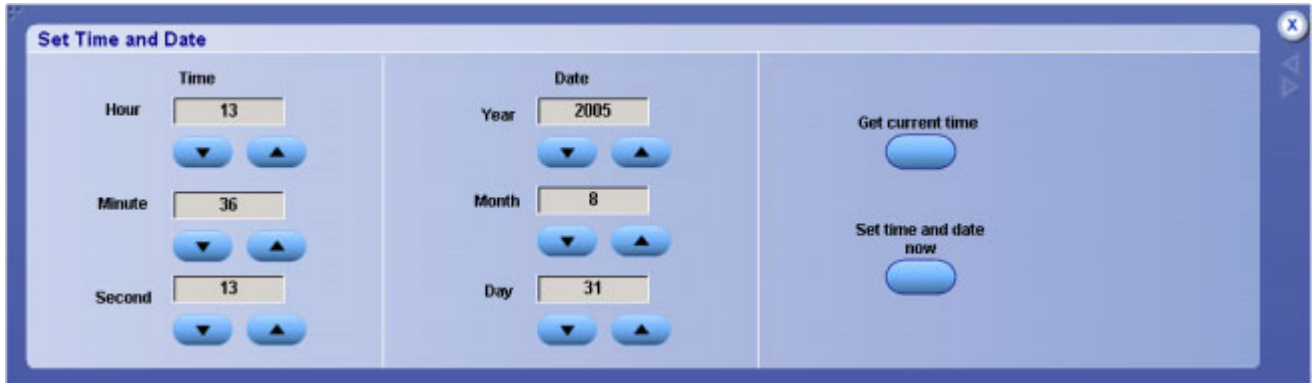 X
Set Time and Date
Time
Hour 13
Minute 36
Second 13
Date
Year 2005
Month 8
Day 31
Get current time
Set time and date
now